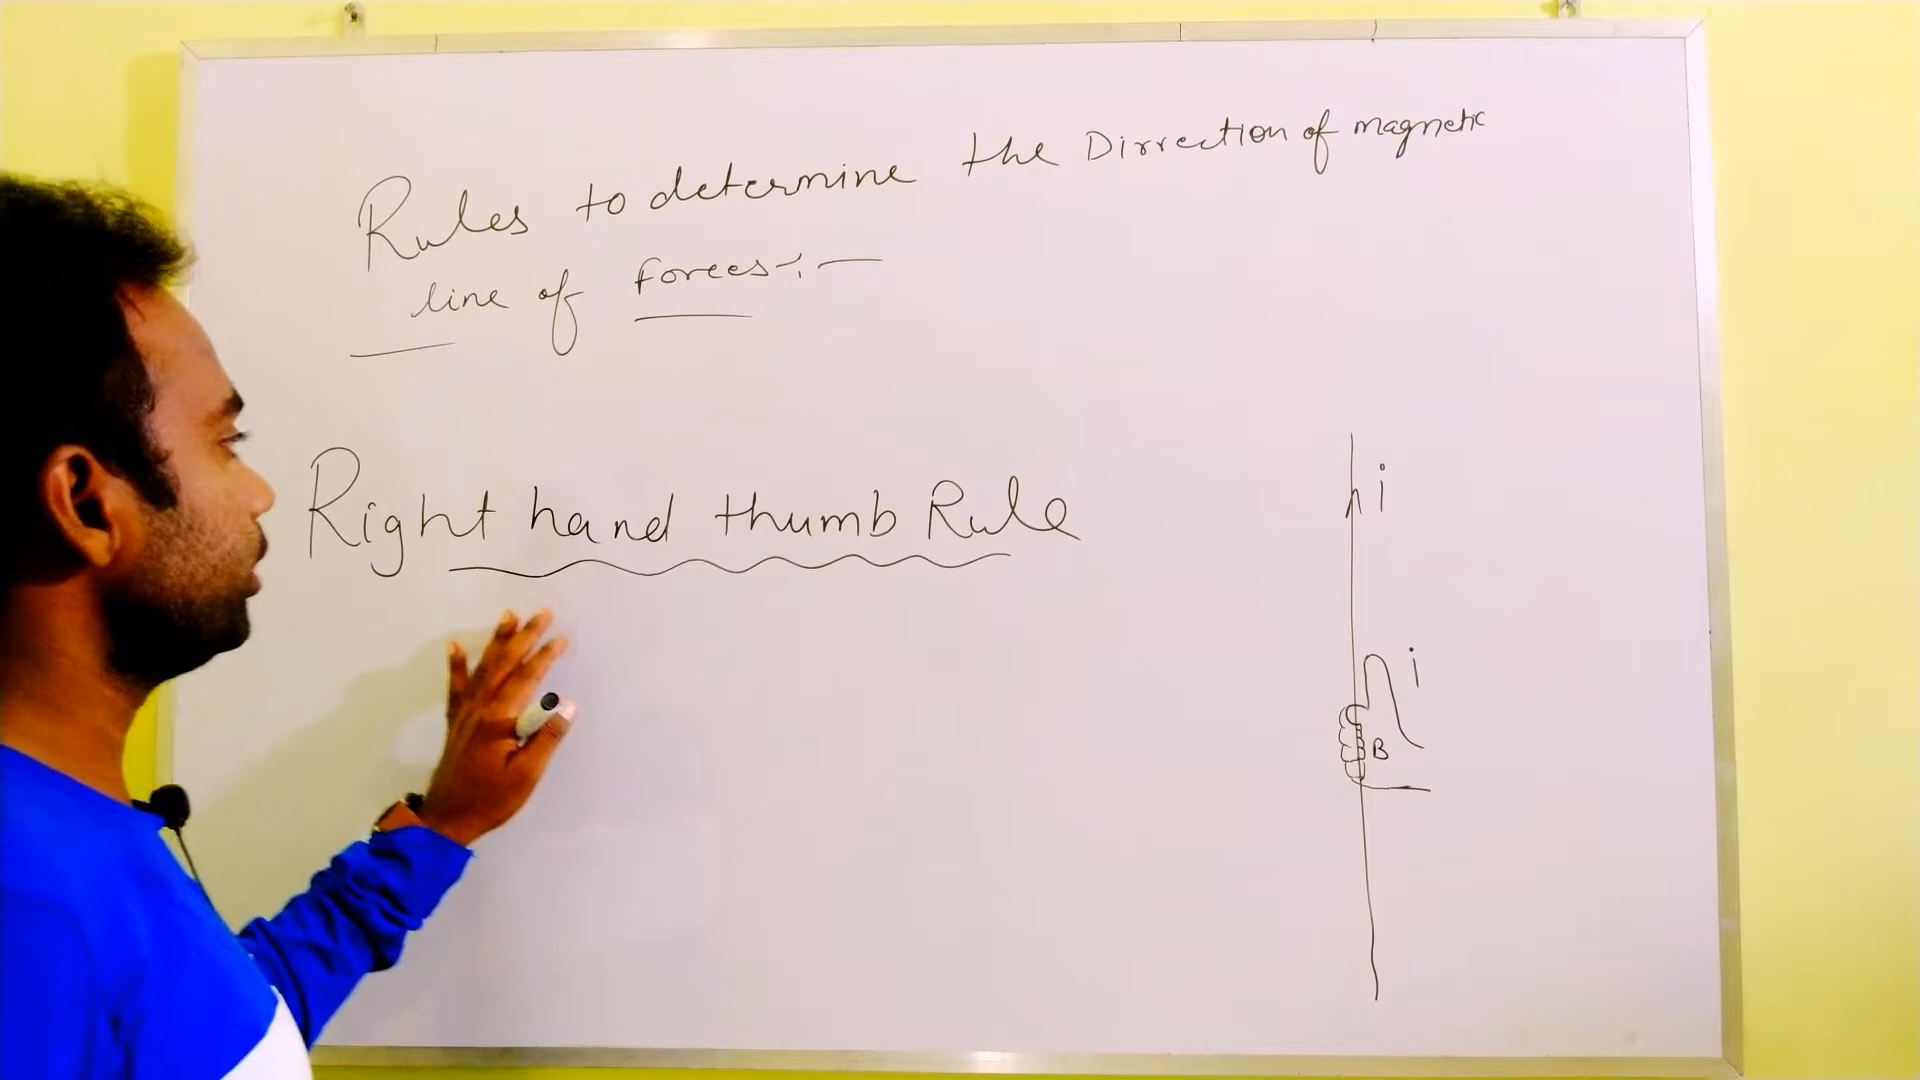 Rules to determine the Dirrection of magnetic
line of forces :-
Right hand thumb Rule
i
i
B